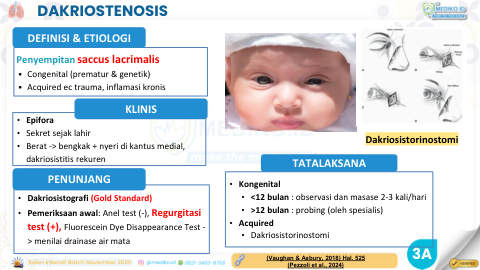 DAKRIOSTENOSIS
DEFINISI & ETIOLOGI
Penyempitan saccus lacrimalis
• Congenital (prematur & genetik)
• Acquired ec trauma, inflamasi kronis
KLINIS
• Epifora
• Sekret sejak lahir
• Berat -> bengkak + nyeri di kantus medial,
dakriosistitis rekuren
PENUNJANG
• Dakriosistografi (Gold Standard)
• Pemeriksaan awal: Anel test (-), Regurgitasi
test (+), Fluorescein Dye Disappearance Test -
> menilai drainase air mata
Dakriosistorinostomi
TATALAKSANA
• Kongenital
• <12 bulan : observasi dan masase 2-3 kali/hari
• >12 bulan : probing (oleh spesialis)
• Acquired
• Dakriosistorinostomi
3A
(Vaughan & Asbury, 2018) Hal. 525
(Pezzoli et al., 2024)